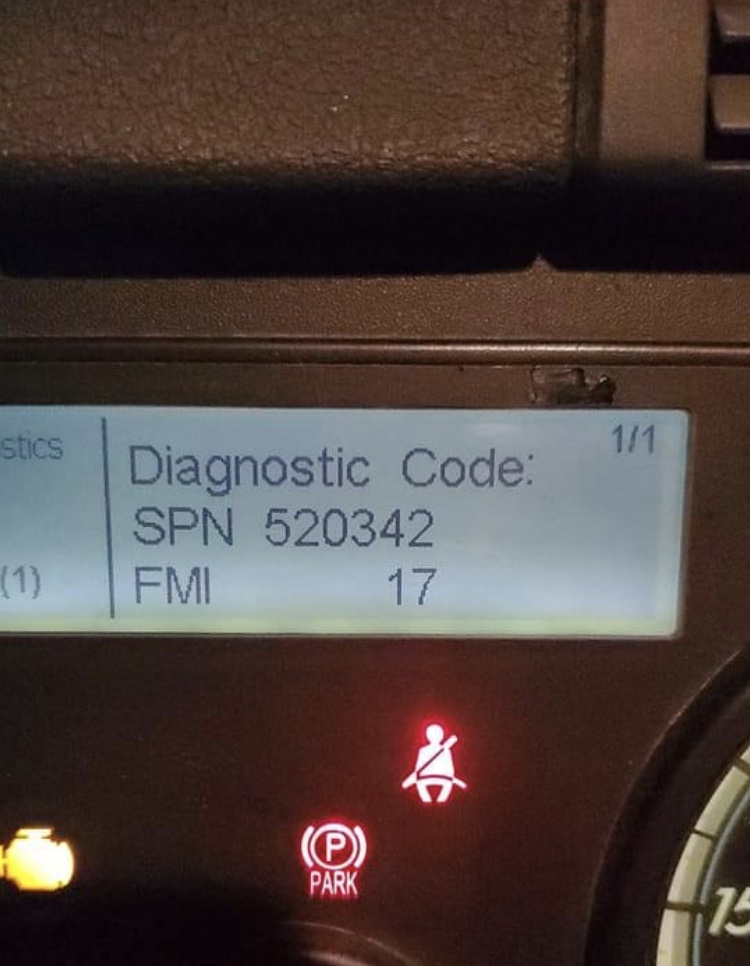 1/1
stics
Diagnostic Code:
SPN 520342
(1)
FMI 17
P
PARK
15